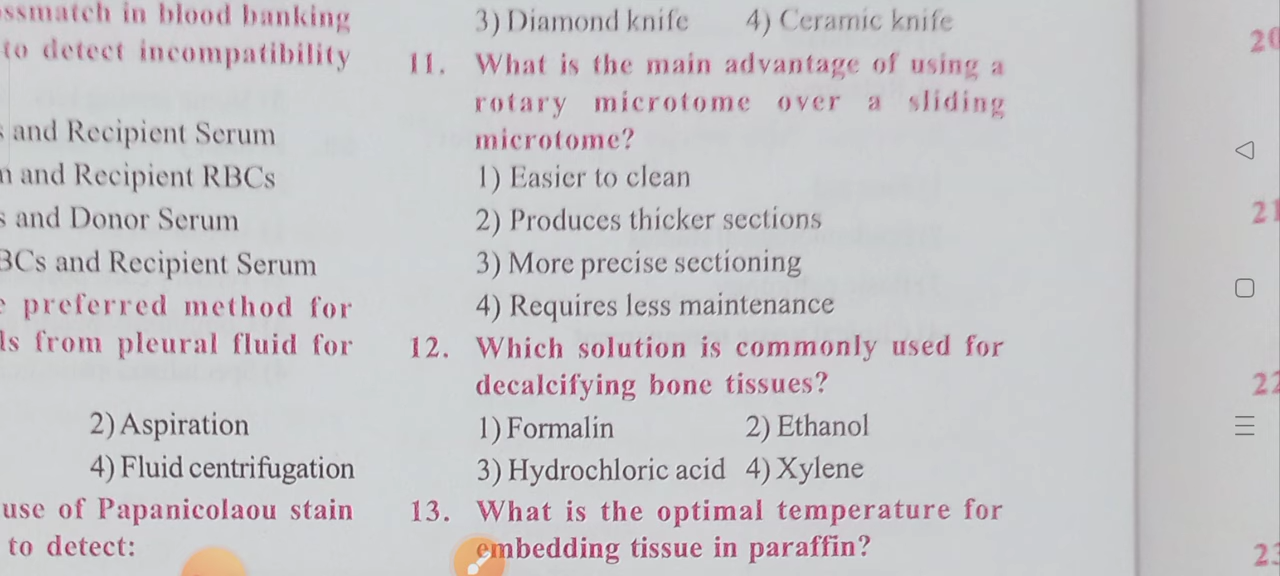 ssmatch in blood banking
to detect incompatibility
and Recipient Serum
and Recipient RBCs
s and Donor Serum
BCs and Recipient Serum
preferred method for
ls from pleural fluid for
2) Aspiration
4) Fluid centrifugation
use of Papanicolaou stain
to detect:
3) Diamond knife 4) Ceramic knife
11. What is the main advantage of using a
rotary microtome over a sliding
microtome?
1) Easier to clean
2) Produces thicker sections
3) More precise sectioning
4) Requires less maintenance
12. Which solution is commonly used for
decalcifying bone tissues?
1) Formalin 2) Ethanol
3) Hydrochloric acid 4) Xylene
13. What is the optimal temperature for
embedding tissue in paraffin?
20
21
22
23